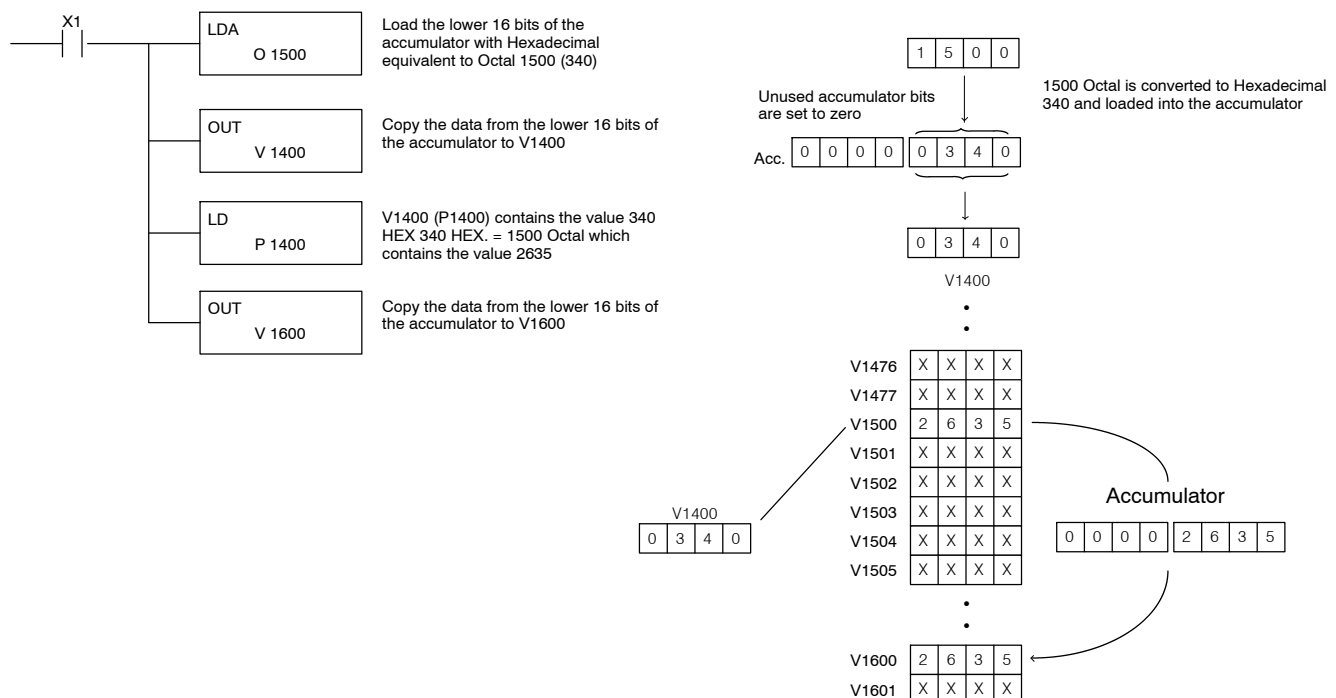 X1
LDA
O 1500
Load the lower 16 bits of the
accumulator with Hexadecimal
equivalent to Octal 1500 (340)
OUT
V 1400
Copy the data from the lower 16 bits of
the accumulator to V1400
LD
P 1400
V1400 (P1400) contains the value 340
HEX 340 HEX. = 1500 Octal which
contains the value 2635
OUT
V 1600
Copy the data from the lower 16 bits of
the accumulator to V1600
1 5 0 0
1500 Octal is converted to Hexadecimal
340 and loaded into the accumulator
Unused accumulator bits
are set to zero
Acc. 0 0 0 0 0 3 4 0
0 3 4 0
V1400
V1476 X X X X
V1477 X X X X
V1500 2 6 3 5
V1501 X X X X
V1502 X X X X
V1503 X X X X
V1504 X X X X
V1505 X X X X
V1400
0 3 4 0
Accumulator
0 0 0 0 2 6 3 5
V1600 2 6 3 5
V1601 X X X X